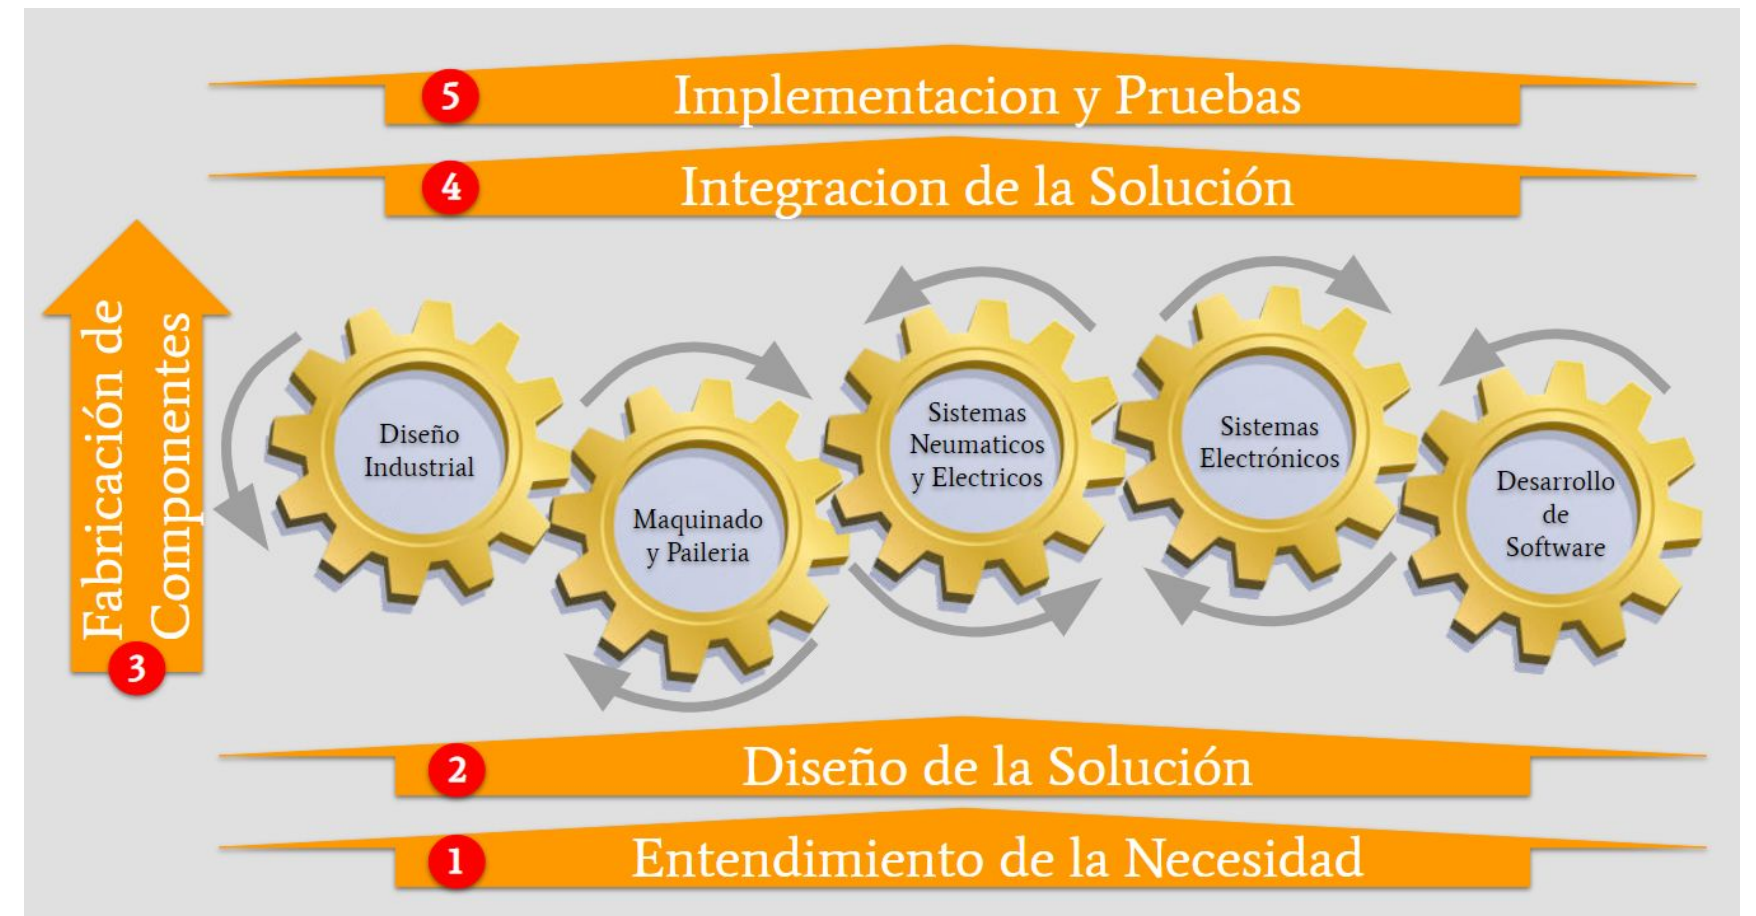 5 Implementacion y Pruebas
4 Integracion de la Solución
Fabricación de
Componentes
3
Diseño
Industrial
Maquinado
y Paileria
Sistemas
Neumaticos
y Electricos
Sistemas
Electrónicos
Desarrollo
de
Software
2 Diseño de la Solución
1 Entendimiento de la Necesidad